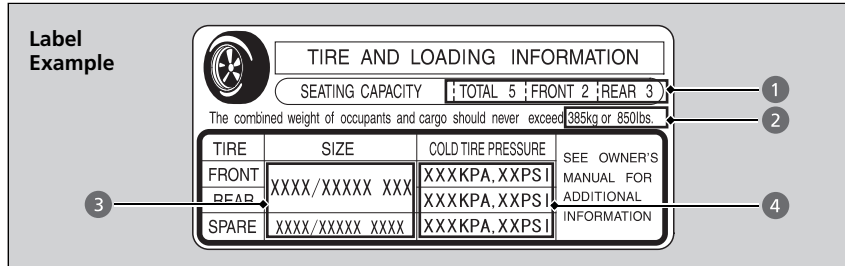 Label
Example
TIRE AND LOADING INFORMATION
SEATING CAPACITY TOTAL 5 FRONT 2 REAR 3
1
The combined weight of occupants and cargo should never exceed 385kg or 850lbs.
2
TIRE SIZE COLD TIRE PRESSURE
SEE OWNER'S
MANUAL FOR
ADDITIONAL
INFORMATION
FRONT XXXX/XXXXX XXX XXXKPA,XXPSI
REAR XXXKPA,XXPSI
SPARE XXXX/XXXXX XXXX XXXKPA,XXPSI
3
4